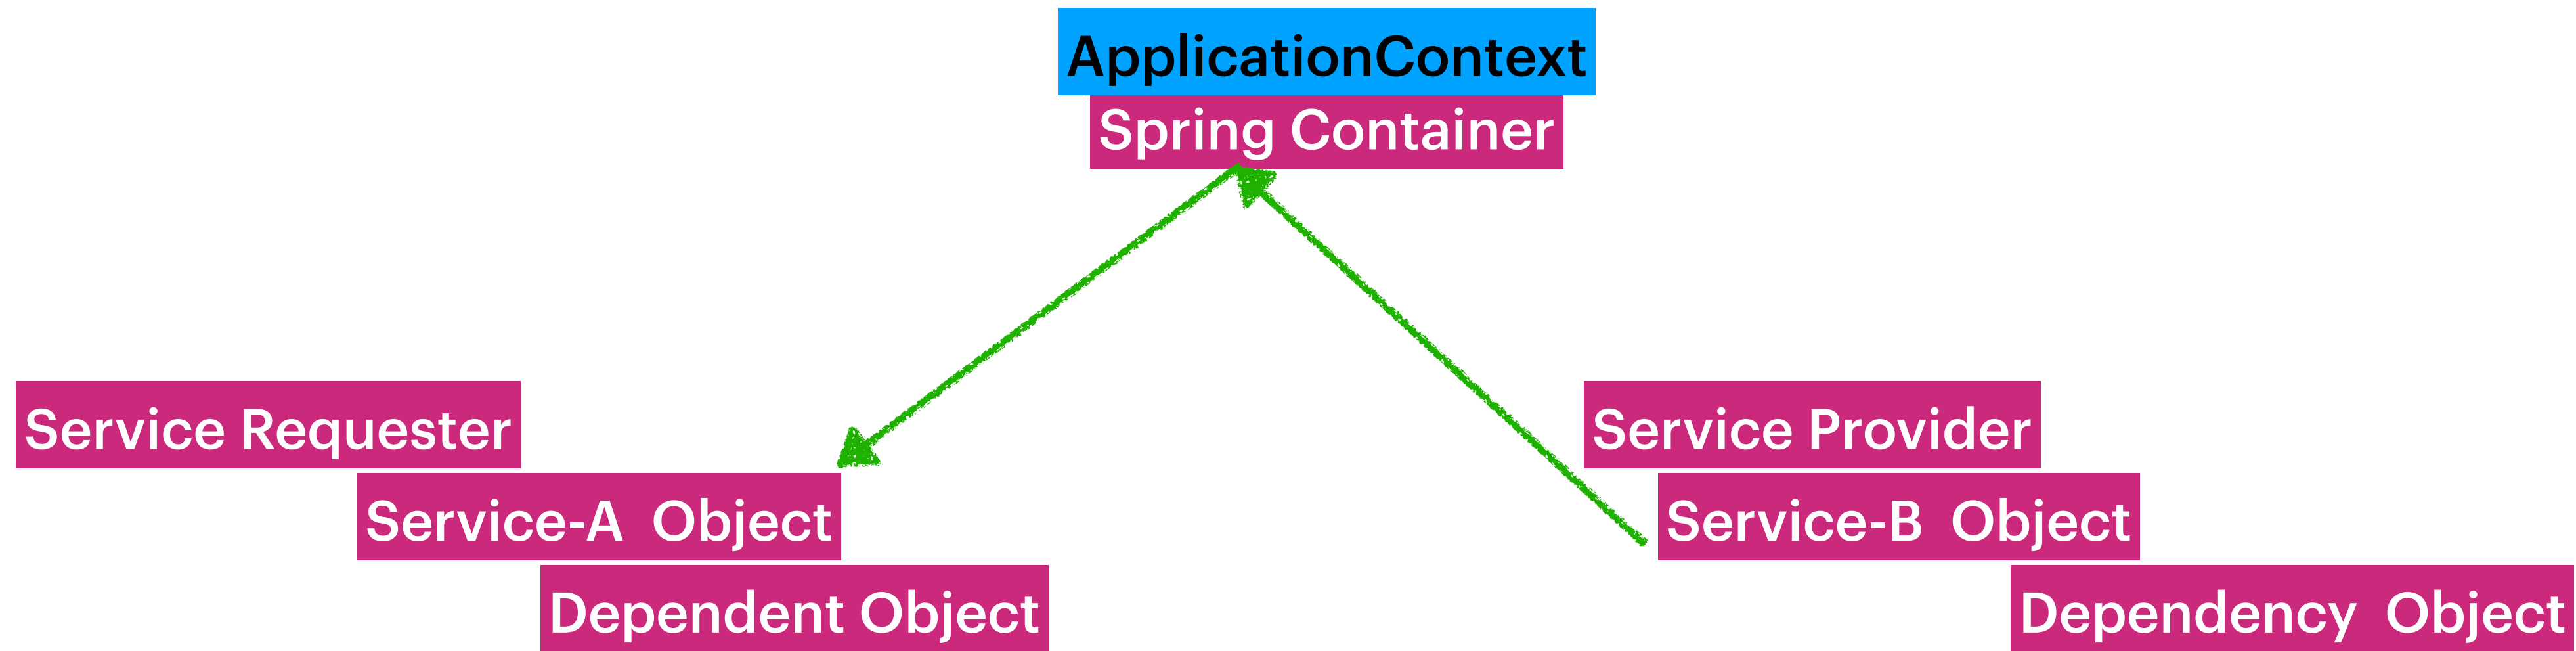 ApplicationContext
Spring Container
Service Requester
Service-A Object
Dependent Object
Service Provider
Service-B Object
Dependency Object